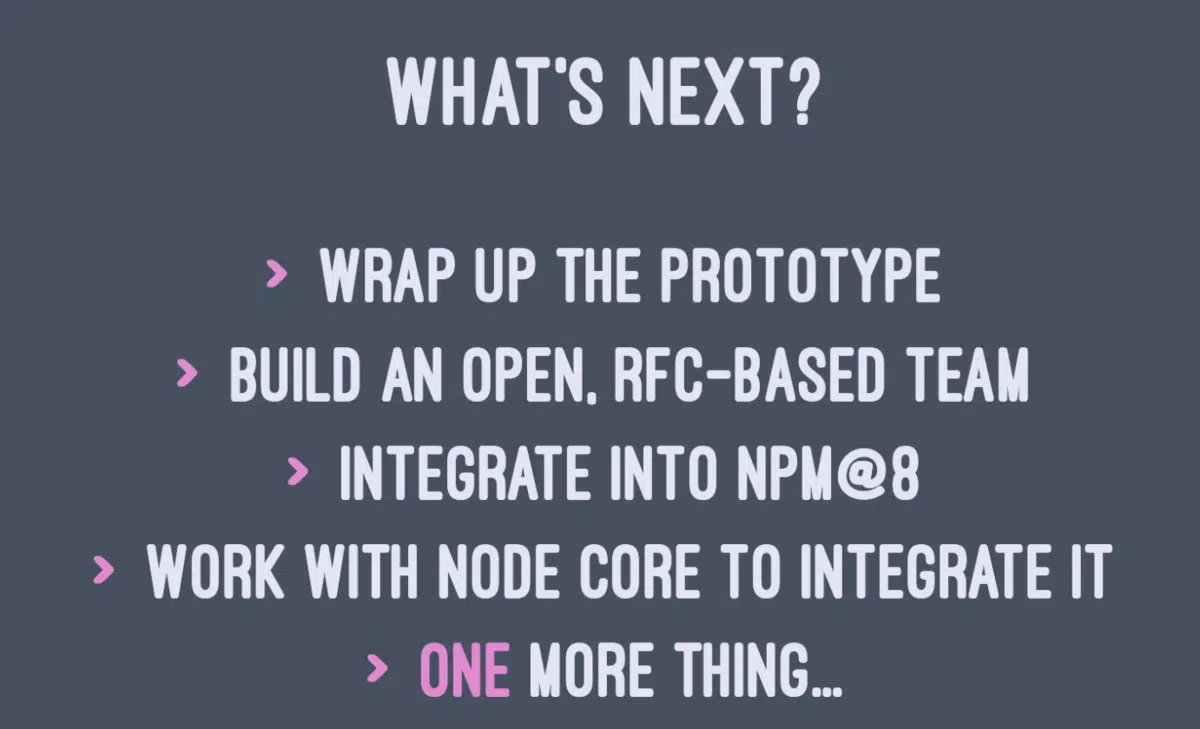 WHAT'S NEXT?
> WRAP UP THE PROTOTYPE
> BUILD AN OPEN, RFC-BASED TEAM
> INTEGRATE INTO NPM@8
> WORK WITH NODE CORE TO INTEGRATE IT
> ONE MORE THING...